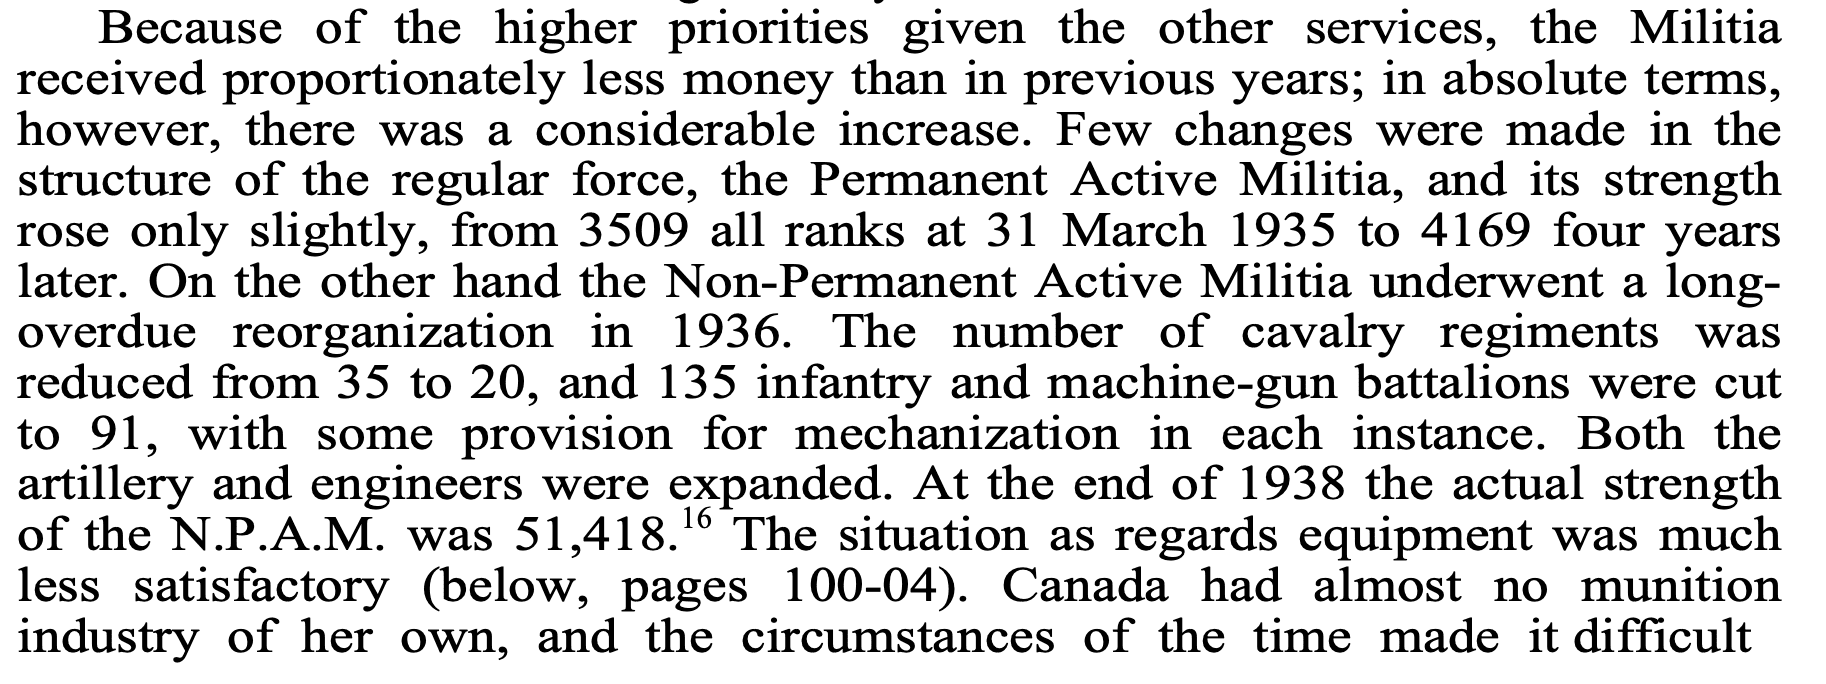 Because of the higher priorities given the other services, the Militia
received proportionately less money than in previous years; in absolute terms,
however, there was a considerable increase. Few changes were made in the
structure of the regular force, the Permanent Active Militia, and its strength
rose only slightly, from 3509 all ranks at 31 March 1935 to 4169 four years
later. On the other hand the Non-Permanent Active Militia underwent a long-
overdue reorganization in 1936. The number of cavalry regiments was
reduced from 35 to 20, and 135 infantry and machine-gun battalions were cut
to 91, with some provision for mechanization in each instance. Both the
artillery and engineers were expanded. At the end of 1938 the actual strength
of the N.P.A.M. was 51,418.16 The situation as regards equipment was much
less satisfactory (below, pages 100-04). Canada had almost no munition
industry of her own, and the circumstances of the time made it difficult